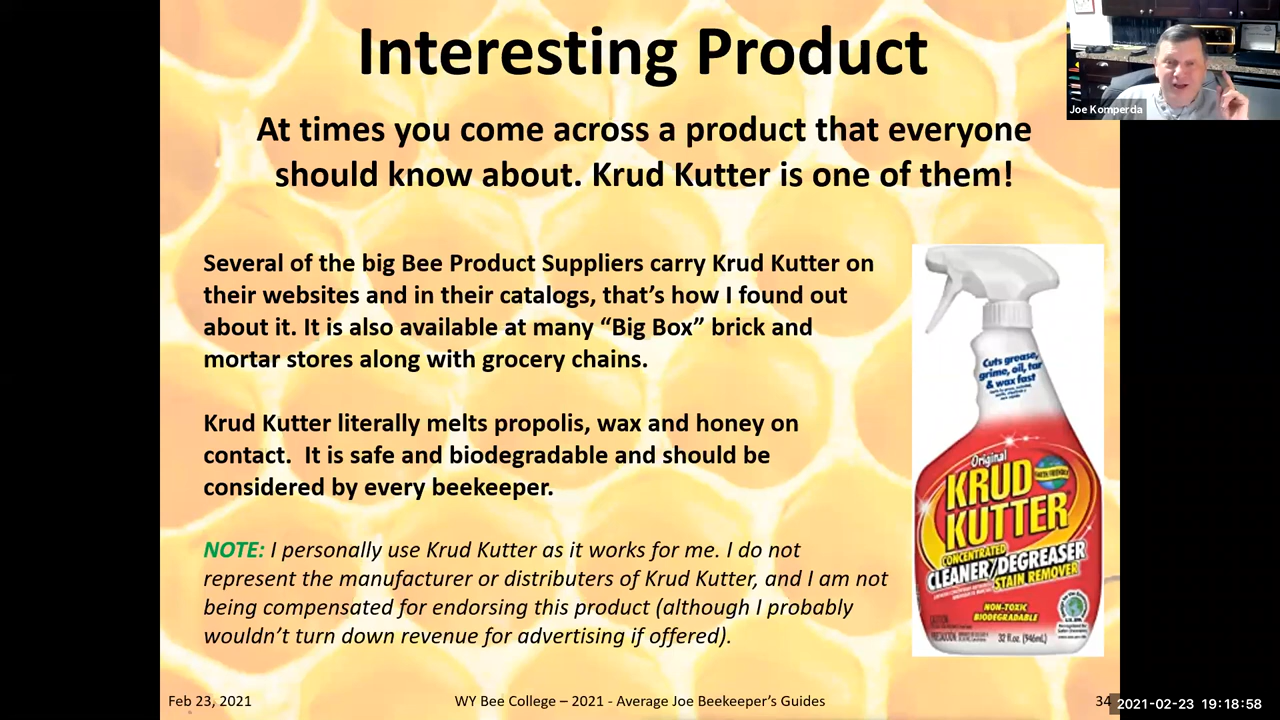 Interesting Product
Joe Komperda
At times you come across a product that everyone
should know about. Krud Kutter is one of them!
Several of the big Bee Product Suppliers carry Krud Kutter on
their websites and in their catalogs, that’s how I found out
about it. It is also available at many “Big Box” brick and
mortar stores along with grocery chains.
Krud Kutter literally melts propolis, wax and honey on
contact.  It is safe and biodegradable and should be
considered by every beekeeper.
NOTE: I personally use Krud Kutter as it works for me. I do not
represent the manufacturer or distributers of Krud Kutter, and I am not
being compensated for endorsing this product (although I probably
wouldn’t turn down revenue for advertising if offered).
Cuts grease,
grime, oil, tar
& wax fast
Original
KRUD
KUTTER
CONCENTRATED
CLEANER/DEGREASER
STAIN REMOVER
NON-TOXIC
BIODEGRADABLE
32 fl. oz. (946mL)
Feb 23, 2021
WY Bee College – 2021 - Average Joe Beekeeper’s Guides
34
2021-02-23 19:18:58